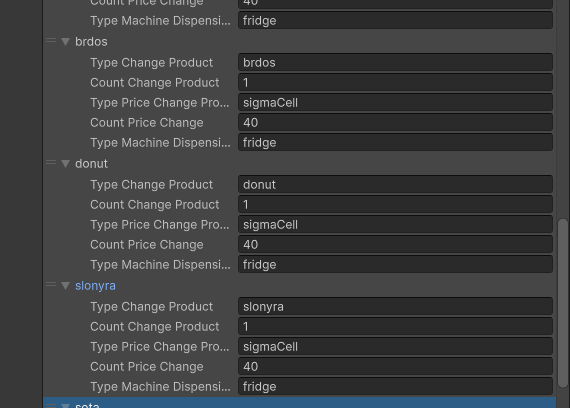 Count Price Change 40
Type Machine Dispensi... fridge
brdos
Type Change Product brdos
Count Change Product 1
Type Price Change Pro... sigmaCell
Count Price Change 40
Type Machine Dispensi... fridge
donut
Type Change Product donut
Count Change Product 1
Type Price Change Pro... sigmaCell
Count Price Change 40
Type Machine Dispensi... fridge
slonyra
Type Change Product slonyra
Count Change Product 1
Type Price Change Pro... sigmaCell
Count Price Change 40
Type Machine Dispensi... fridge